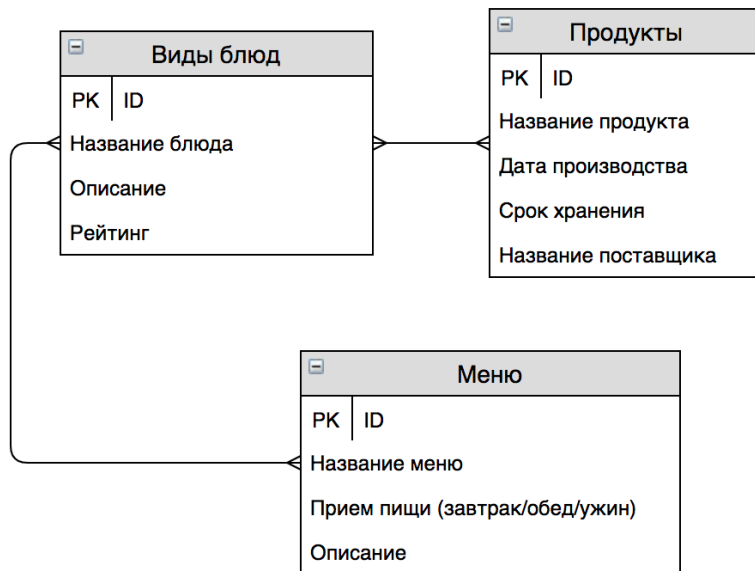 Виды блюд
PK ID
Название блюда
Описание
Рейтинг
Продукты
PK ID
Название продукта
Дата производства
Срок хранения
Название поставщика
Меню
PK ID
Название меню
Прием пищи (завтрак/обед/ужин)
Описание